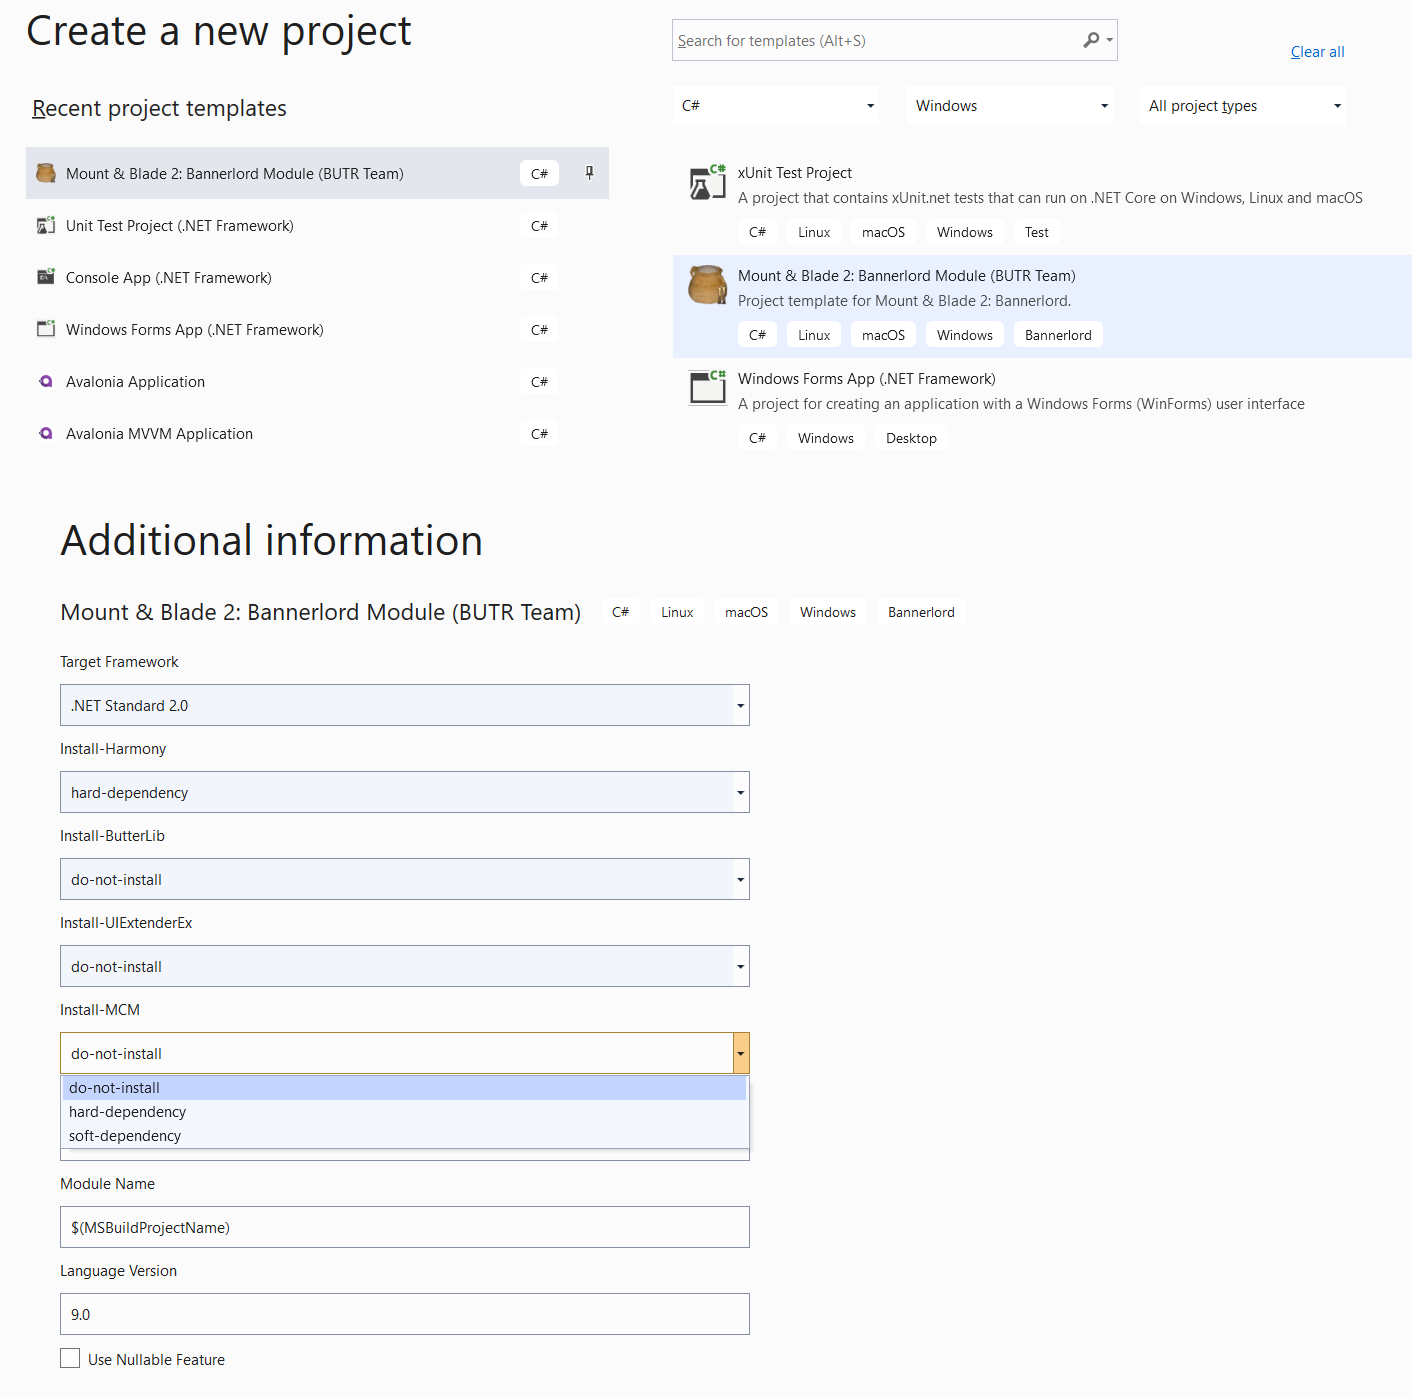 Create a new project
Search for templates (Alt+S)
Clear all
Recent project templates
C#
Windows
All project types
Mount & Blade 2: Bannerlord Module (BUTR Team)
C#
Unit Test Project (.NET Framework)
C#
Console App (.NET Framework)
C#
Windows Forms App (.NET Framework)
C#
Avalonia Application
C#
Avalonia MVVM Application
C#
xUnit Test Project
A project that contains xUnit.net tests that can run on .NET Core on Windows, Linux and macOS
C# Linux macOS Windows Test
Mount & Blade 2: Bannerlord Module (BUTR Team)
Project template for Mount & Blade 2: Bannerlord.
C# Linux macOS Windows Bannerlord
Windows Forms App (.NET Framework)
A project for creating an application with a Windows Forms (WinForms) user interface
C# Windows Desktop
Additional information
Mount & Blade 2: Bannerlord Module (BUTR Team) C# Linux macOS Windows Bannerlord
Target Framework
.NET Standard 2.0
Install-Harmony
hard-dependency
Install-ButterLib
do-not-install
Install-UIExtenderEx
do-not-install
Install-MCM
do-not-install
do-not-install
hard-dependency
soft-dependency
Module Name
$(MSBuildProjectName)
Language Version
9.0
Use Nullable Feature